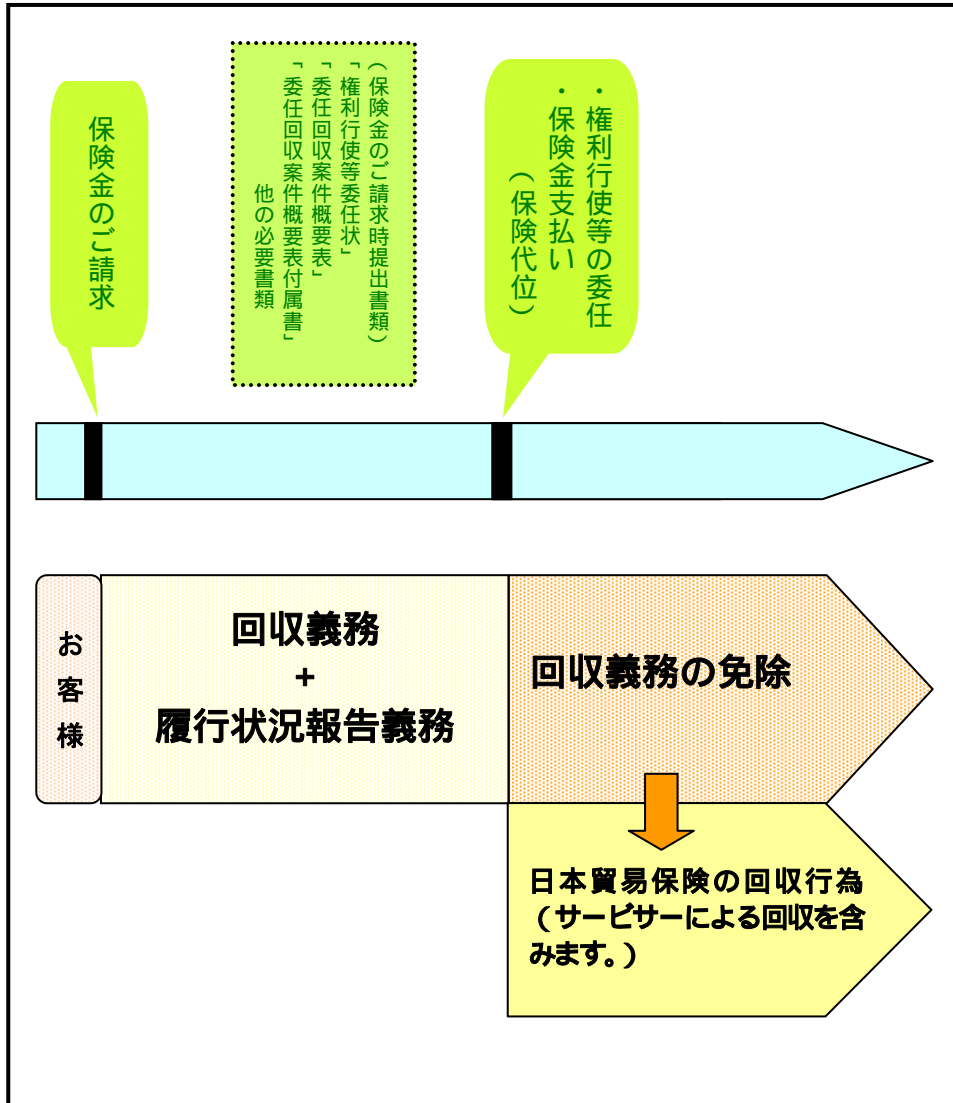 保険金のご請求
(保険金のご請求時提出書類)
「権利行使等委任状」
「委任回収案件概要表」
「委任回収案件概要表付属書」
他の必要書類
・権利行使等の委任
・保険金支払い
(保険代位)
お客様
回収義務
+
履行状況報告義務
回収義務の免除
日本貿易保険の回収行為
(サービサーによる回収を含
みます。)